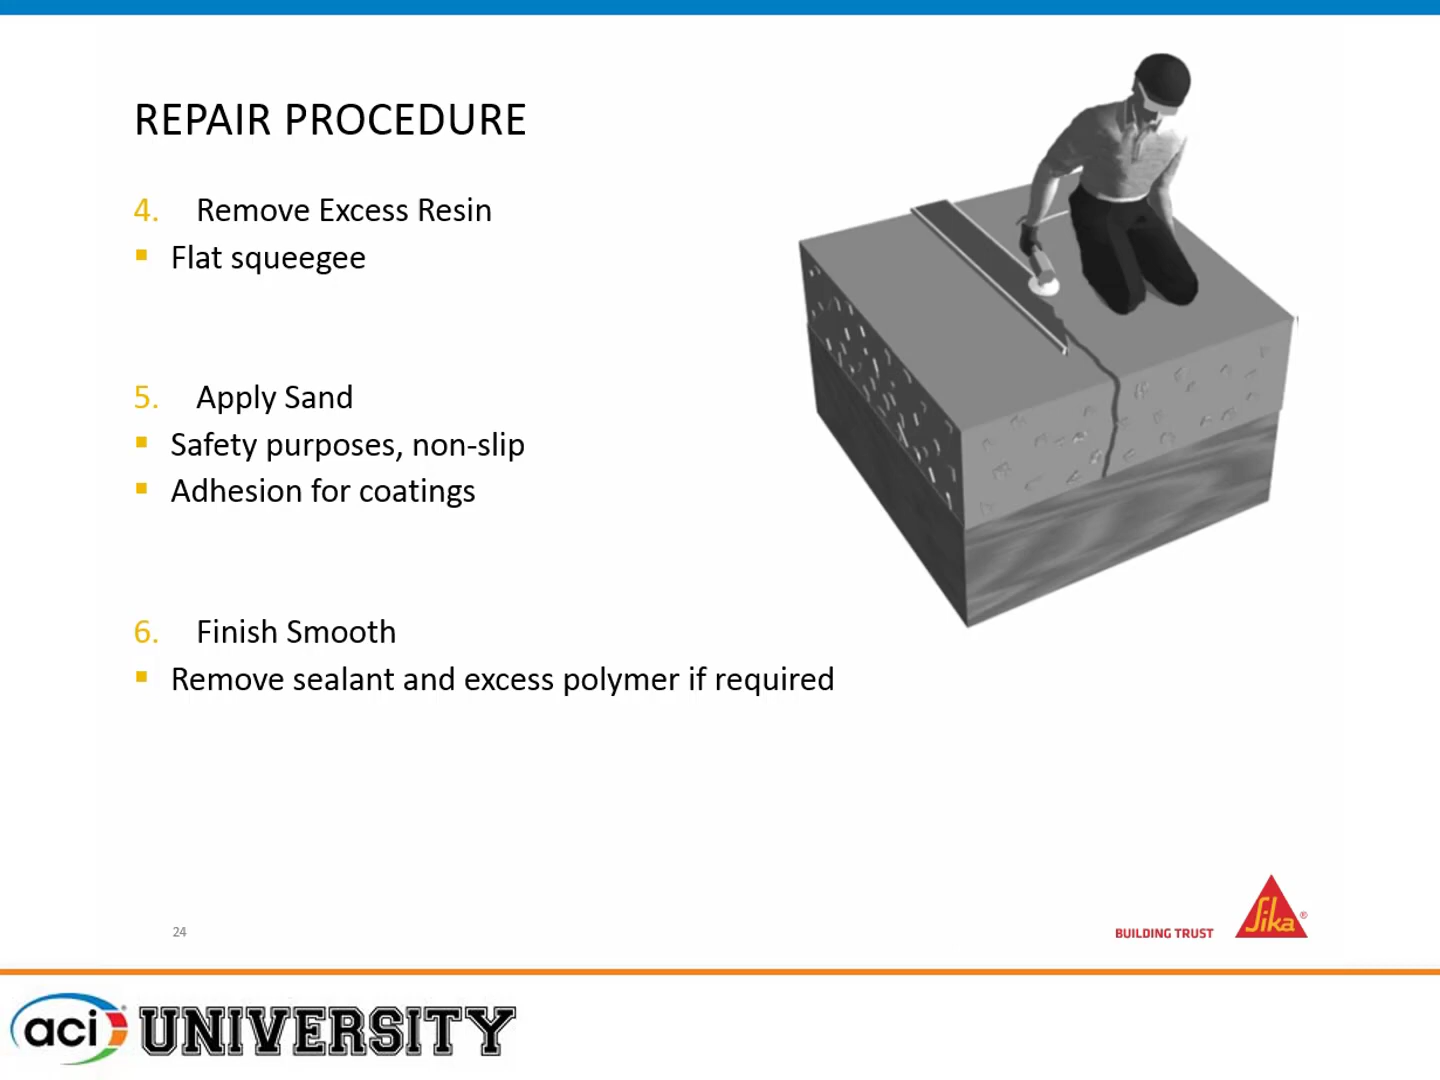 REPAIR PROCEDURE
4. Remove Excess Resin
▪ Flat squeegee
5. Apply Sand
▪ Safety purposes, non-slip
▪ Adhesion for coatings
6. Finish Smooth
▪ Remove sealant and excess polymer if required
24
BUILDING TRUST
Sika®
aci UNIVERSITY